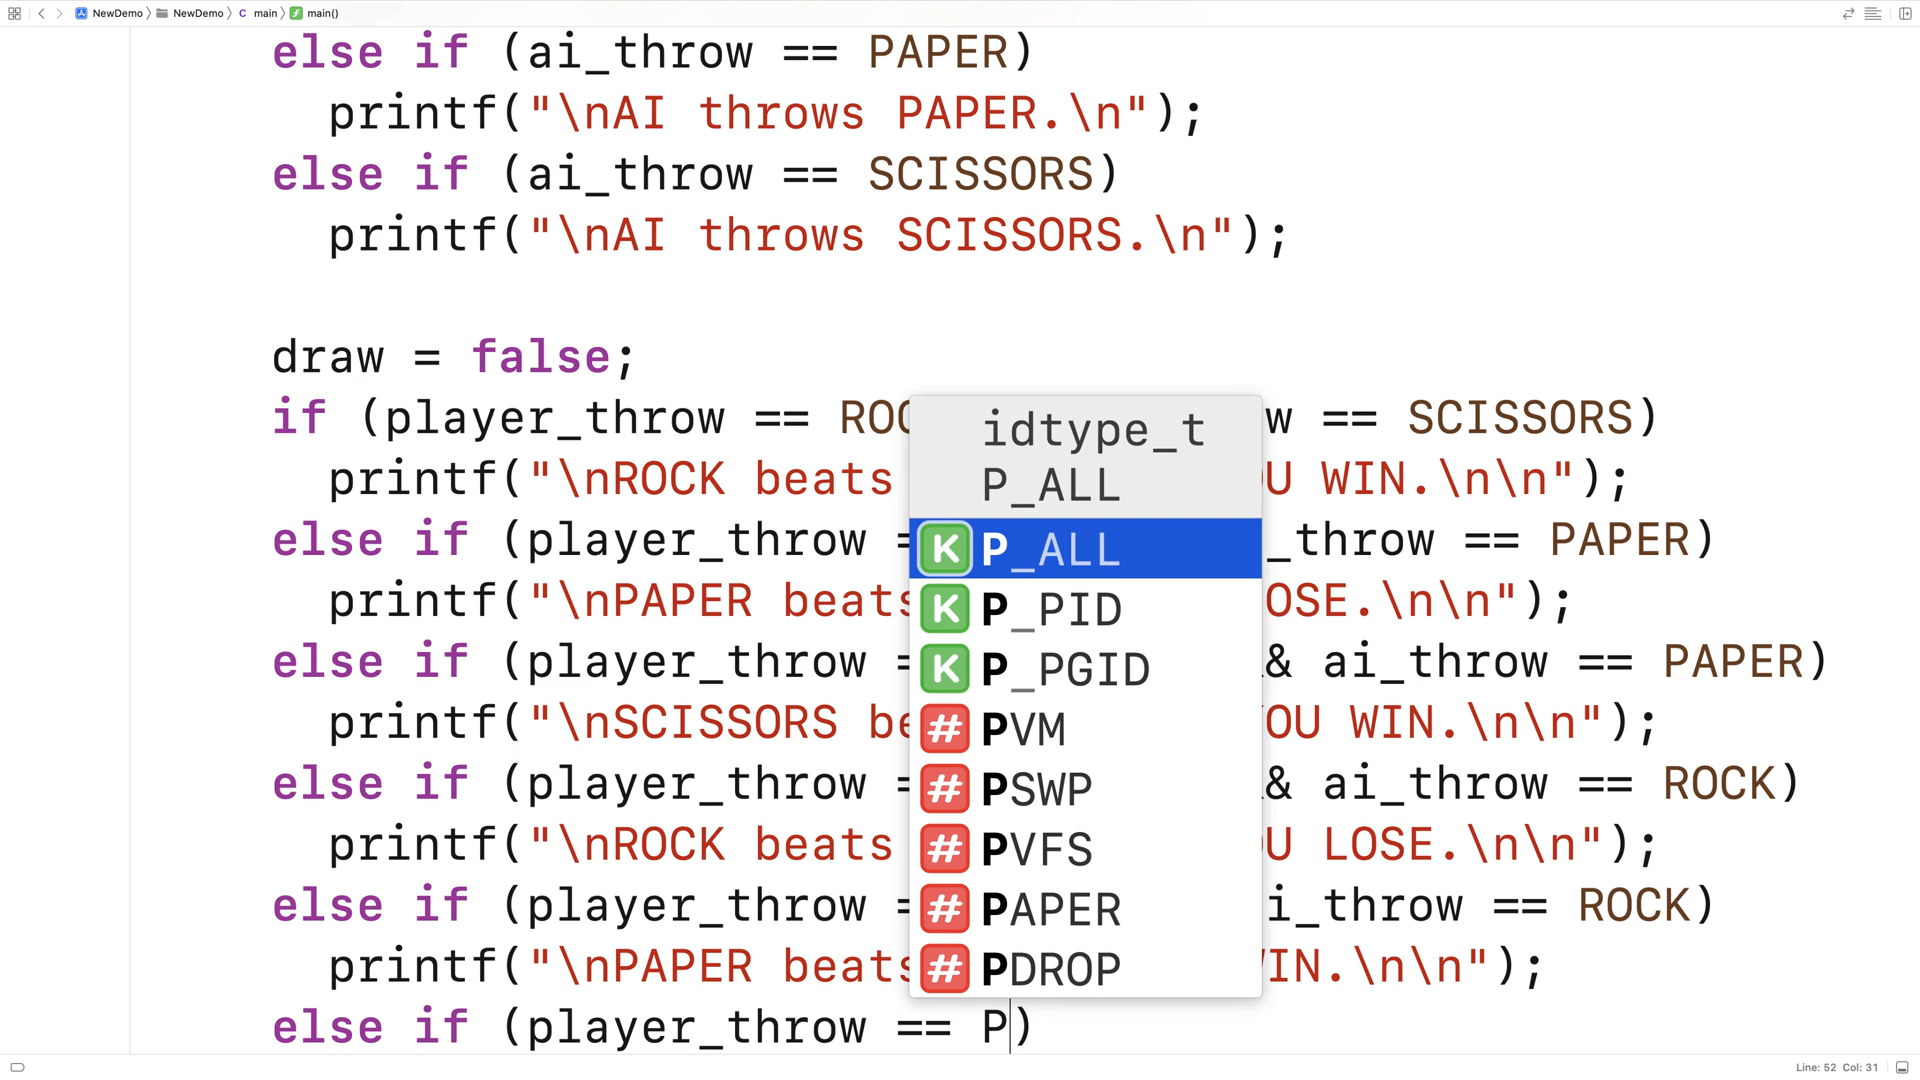 NewDemo NewDemo C main f main()
else if (ai_throw == PAPER)
printf("\nAI throws PAPER.\n");
else if (ai_throw == SCISSORS)
printf("\nAI throws SCISSORS.\n");
draw = false;
if (player_throw == ROC w == SCISSORS)
printf("\nROCK beats U WIN.\n\n");
else if (player_throw = _throw == PAPER)
printf("\nPAPER beats OSE.\n\n");
else if (player_throw = & ai_throw == PAPER)
printf("\nSCISSORS be OU WIN.\n\n");
else if (player_throw = & ai_throw == ROCK)
printf("\nROCK beats U LOSE.\n\n");
else if (player_throw = i_throw == ROCK)
printf("\nPAPER beats WIN.\n\n");
else if (player_throw == P)
idtype_t
P_ALL
K P_ALL
K P_PID
K P_PGID
# PVM
# PSWP
# PVFS
# PAPER
# PDROP
Line: 52 Col: 31